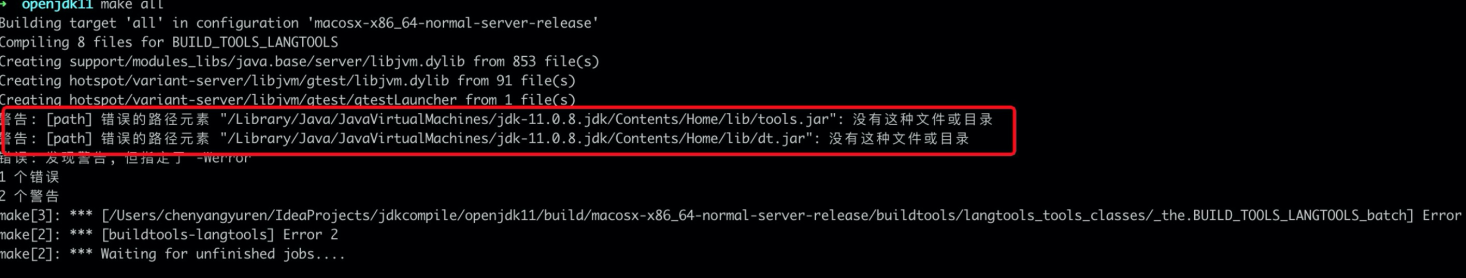 → openjdk11 make all
Building target 'all' in configuration 'macosx-x86_64-normal-server-release'
Compiling 8 files for BUILD_TOOLS_LANGTOOLS
Creating support/modules_libs/java.base/server/libjvm.dylib from 853 file(s)
Creating hotspot/variant-server/libjvm/gtest/libjvm.dylib from 91 file(s)
Creating hotspot/variant-server/libjvm/gtest/gtestLauncher from 1 file(s)
警告: [path] 错误的路径元素 "/Library/Java/JavaVirtualMachines/jdk-11.0.8.jdk/Contents/Home/lib/tools.jar": 没有这种文件或目录
警告: [path] 错误的路径元素 "/Library/Java/JavaVirtualMachines/jdk-11.0.8.jdk/Contents/Home/lib/dt.jar": 没有这种文件或目录
错误: 发现警告, 但指定了 -Werror
1 个错误
2 个警告
make[3]: *** [/Users/chenyangyuren/IdeaProjects/jdkcompile/openjdk11/build/macosx-x86_64-normal-server-release/buildtools/langtools_tools_classes/_the.BUILD_TOOLS_LANGTOOLS_batch] Error
make[2]: *** [buildtools-langtools] Error 2
make[2]: *** Waiting for unfinished jobs....